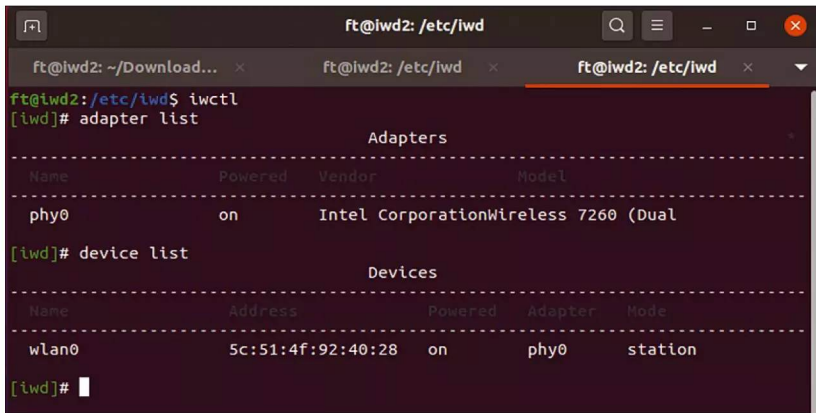 ft@iwd2: /etc/iwd
ft@iwd2: ~/Download... × ft@iwd2: /etc/iwd × ft@iwd2: /etc/iwd ×
ft@iwd2:/etc/iwd$ iwctl
[iwd]# adapter list
Adapters
--------------------------------------------------------------------------------
Name Powered Vendor Model
--------------------------------------------------------------------------------
phy0 on Intel CorporationWireless 7260 (Dual
[iwd]# device list
Devices
--------------------------------------------------------------------------------
Name Address Powered Adapter Mode
--------------------------------------------------------------------------------
wlan0 5c:51:4f:92:40:28 on phy0 station
[iwd]#